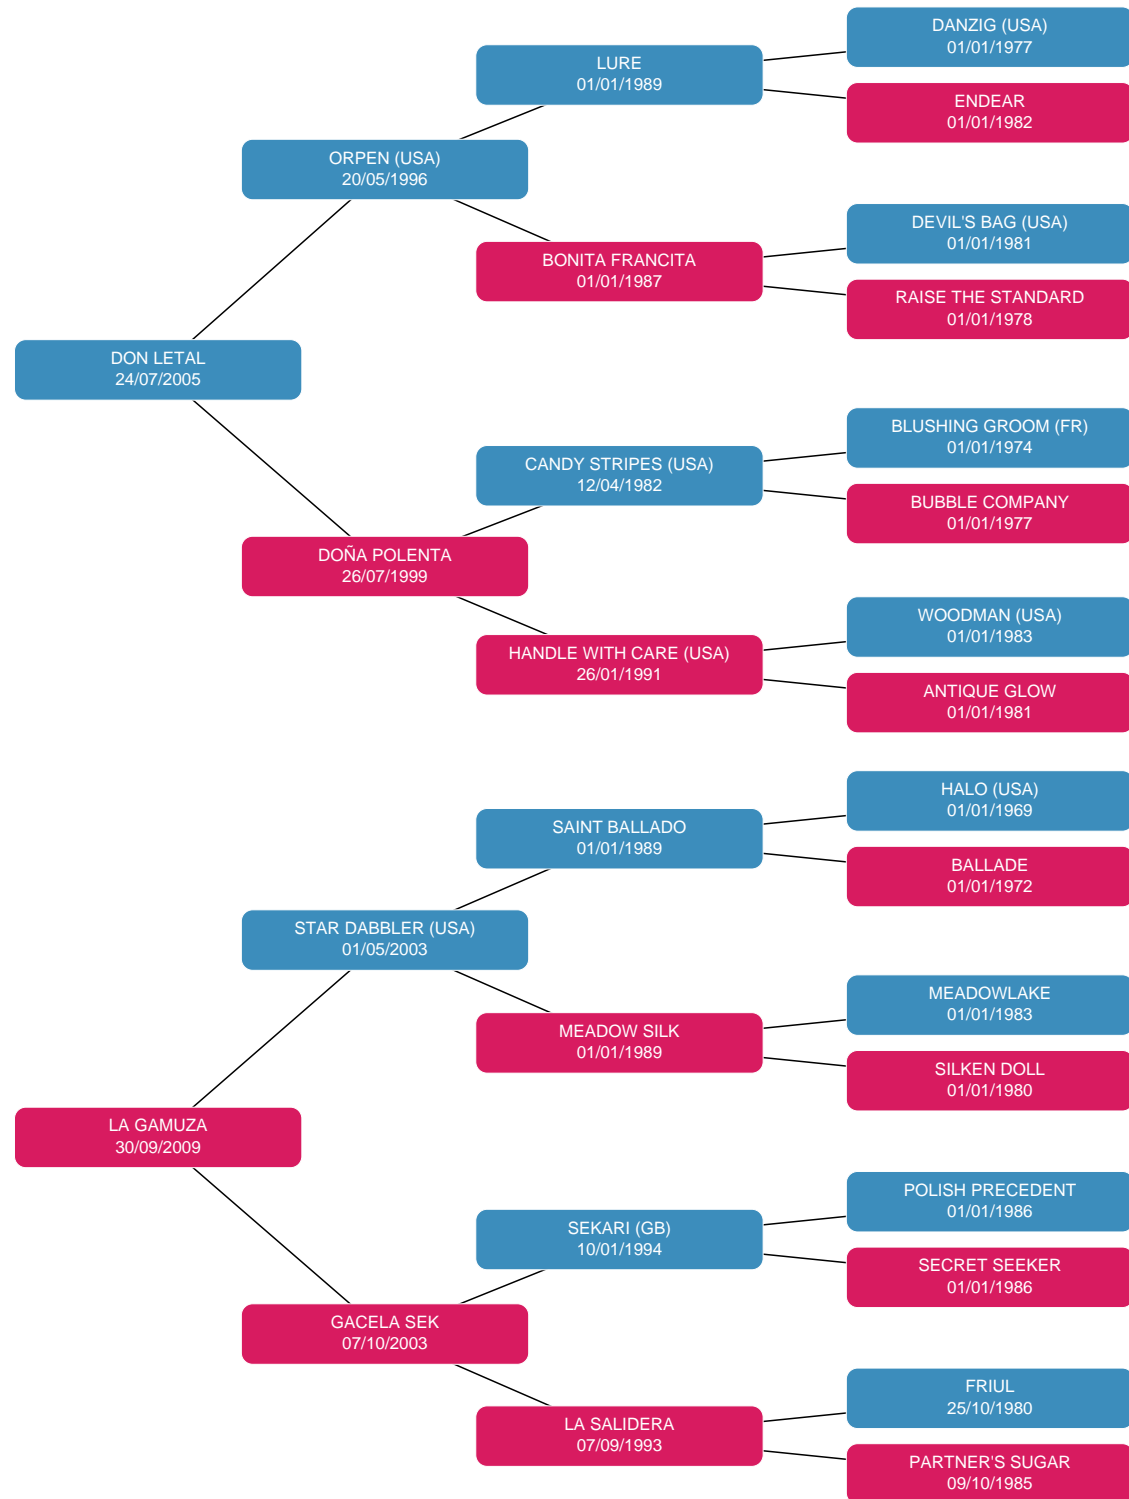 DANZIG (USA)
01/01/1977
LURE
01/01/1989
ENDEAR
01/01/1982
ORPEN (USA)
20/05/1996
DEVIL'S BAG (USA)
01/01/1981
BONITA FRANCITA
01/01/1987
RAISE THE STANDARD
01/01/1978
DON LETAL
24/07/2005
BLUSHING GROOM (FR)
01/01/1974
CANDY STRIPES (USA)
12/04/1982
BUBBLE COMPANY
01/01/1977
DOÑA POLENTA
26/07/1999
WOODMAN (USA)
01/01/1983
HANDLE WITH CARE (USA)
26/01/1991
ANTIQUE GLOW
01/01/1981
HALO (USA)
01/01/1969
SAINT BALLADO
01/01/1989
BALLADE
01/01/1972
STAR DABBLER (USA)
01/05/2003
MEADOWLAKE
01/01/1983
MEADOW SILK
01/01/1989
SILKEN DOLL
01/01/1980
LA GAMUZA
30/09/2009
POLISH PRECEDENT
01/01/1986
SEKARI (GB)
10/01/1994
SECRET SEEKER
01/01/1986
GACELA SEK
07/10/2003
FRIUL
25/10/1980
LA SALIDERA
07/09/1993
PARTNER'S SUGAR
09/10/1985